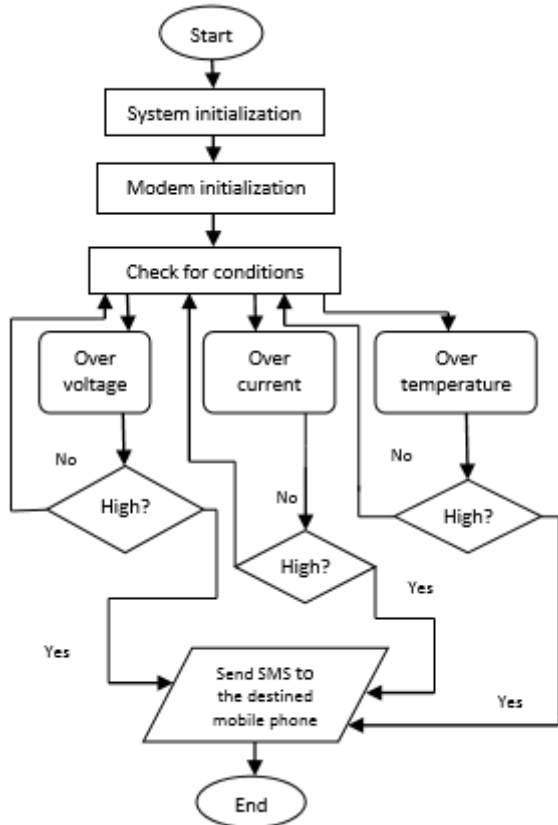 Start
System initialization
Modem initialization
Check for conditions
Over
voltage
Over
current
Over
temperature
No
High?
No
High?
No
High?
Yes
Yes
Yes
Send SMS to
the destined
mobile phone
End